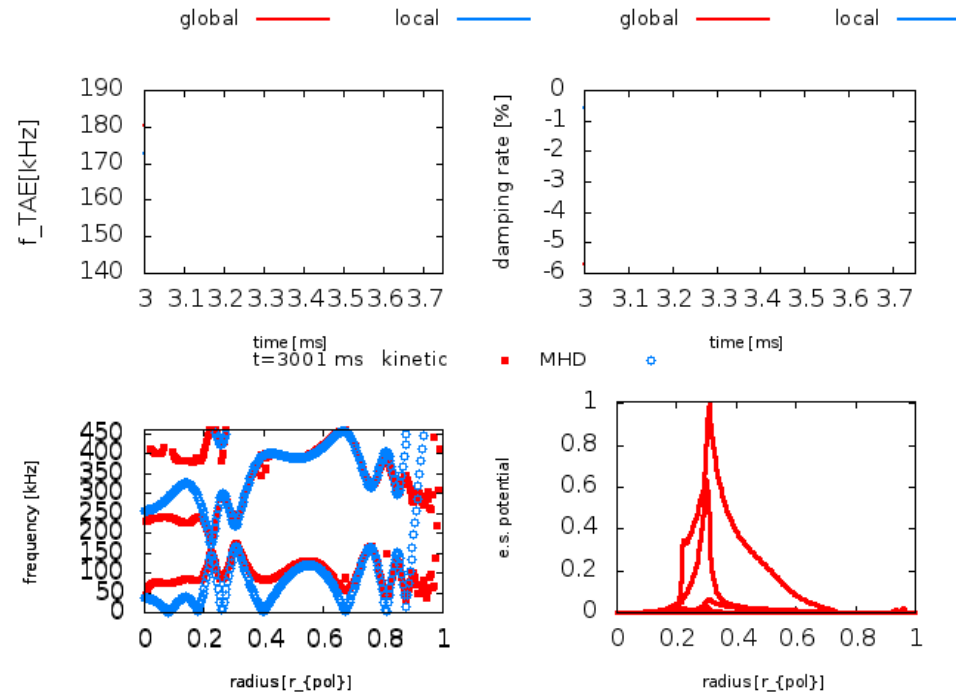 global local global local
f_TAE[kHz]
190
180
170
160
150
140
3 3.1 3.2 3.3 3.4 3.5 3.6 3.7
time [ms]
damping rate [%]
0
-1
-2
-3
-4
-5
-6
3 3.1 3.2 3.3 3.4 3.5 3.6 3.7
time [ms]
t=3001 ms kinetic MHD
frequency [kHz]
450
400
350
300
250
200
150
100
50
0
0 0.2 0.4 0.6 0.8 1
radius [r_{pol}]
e.s. potential
1
0.8
0.6
0.4
0.2
0
0 0.2 0.4 0.6 0.8 1
radius [r_{pol}]